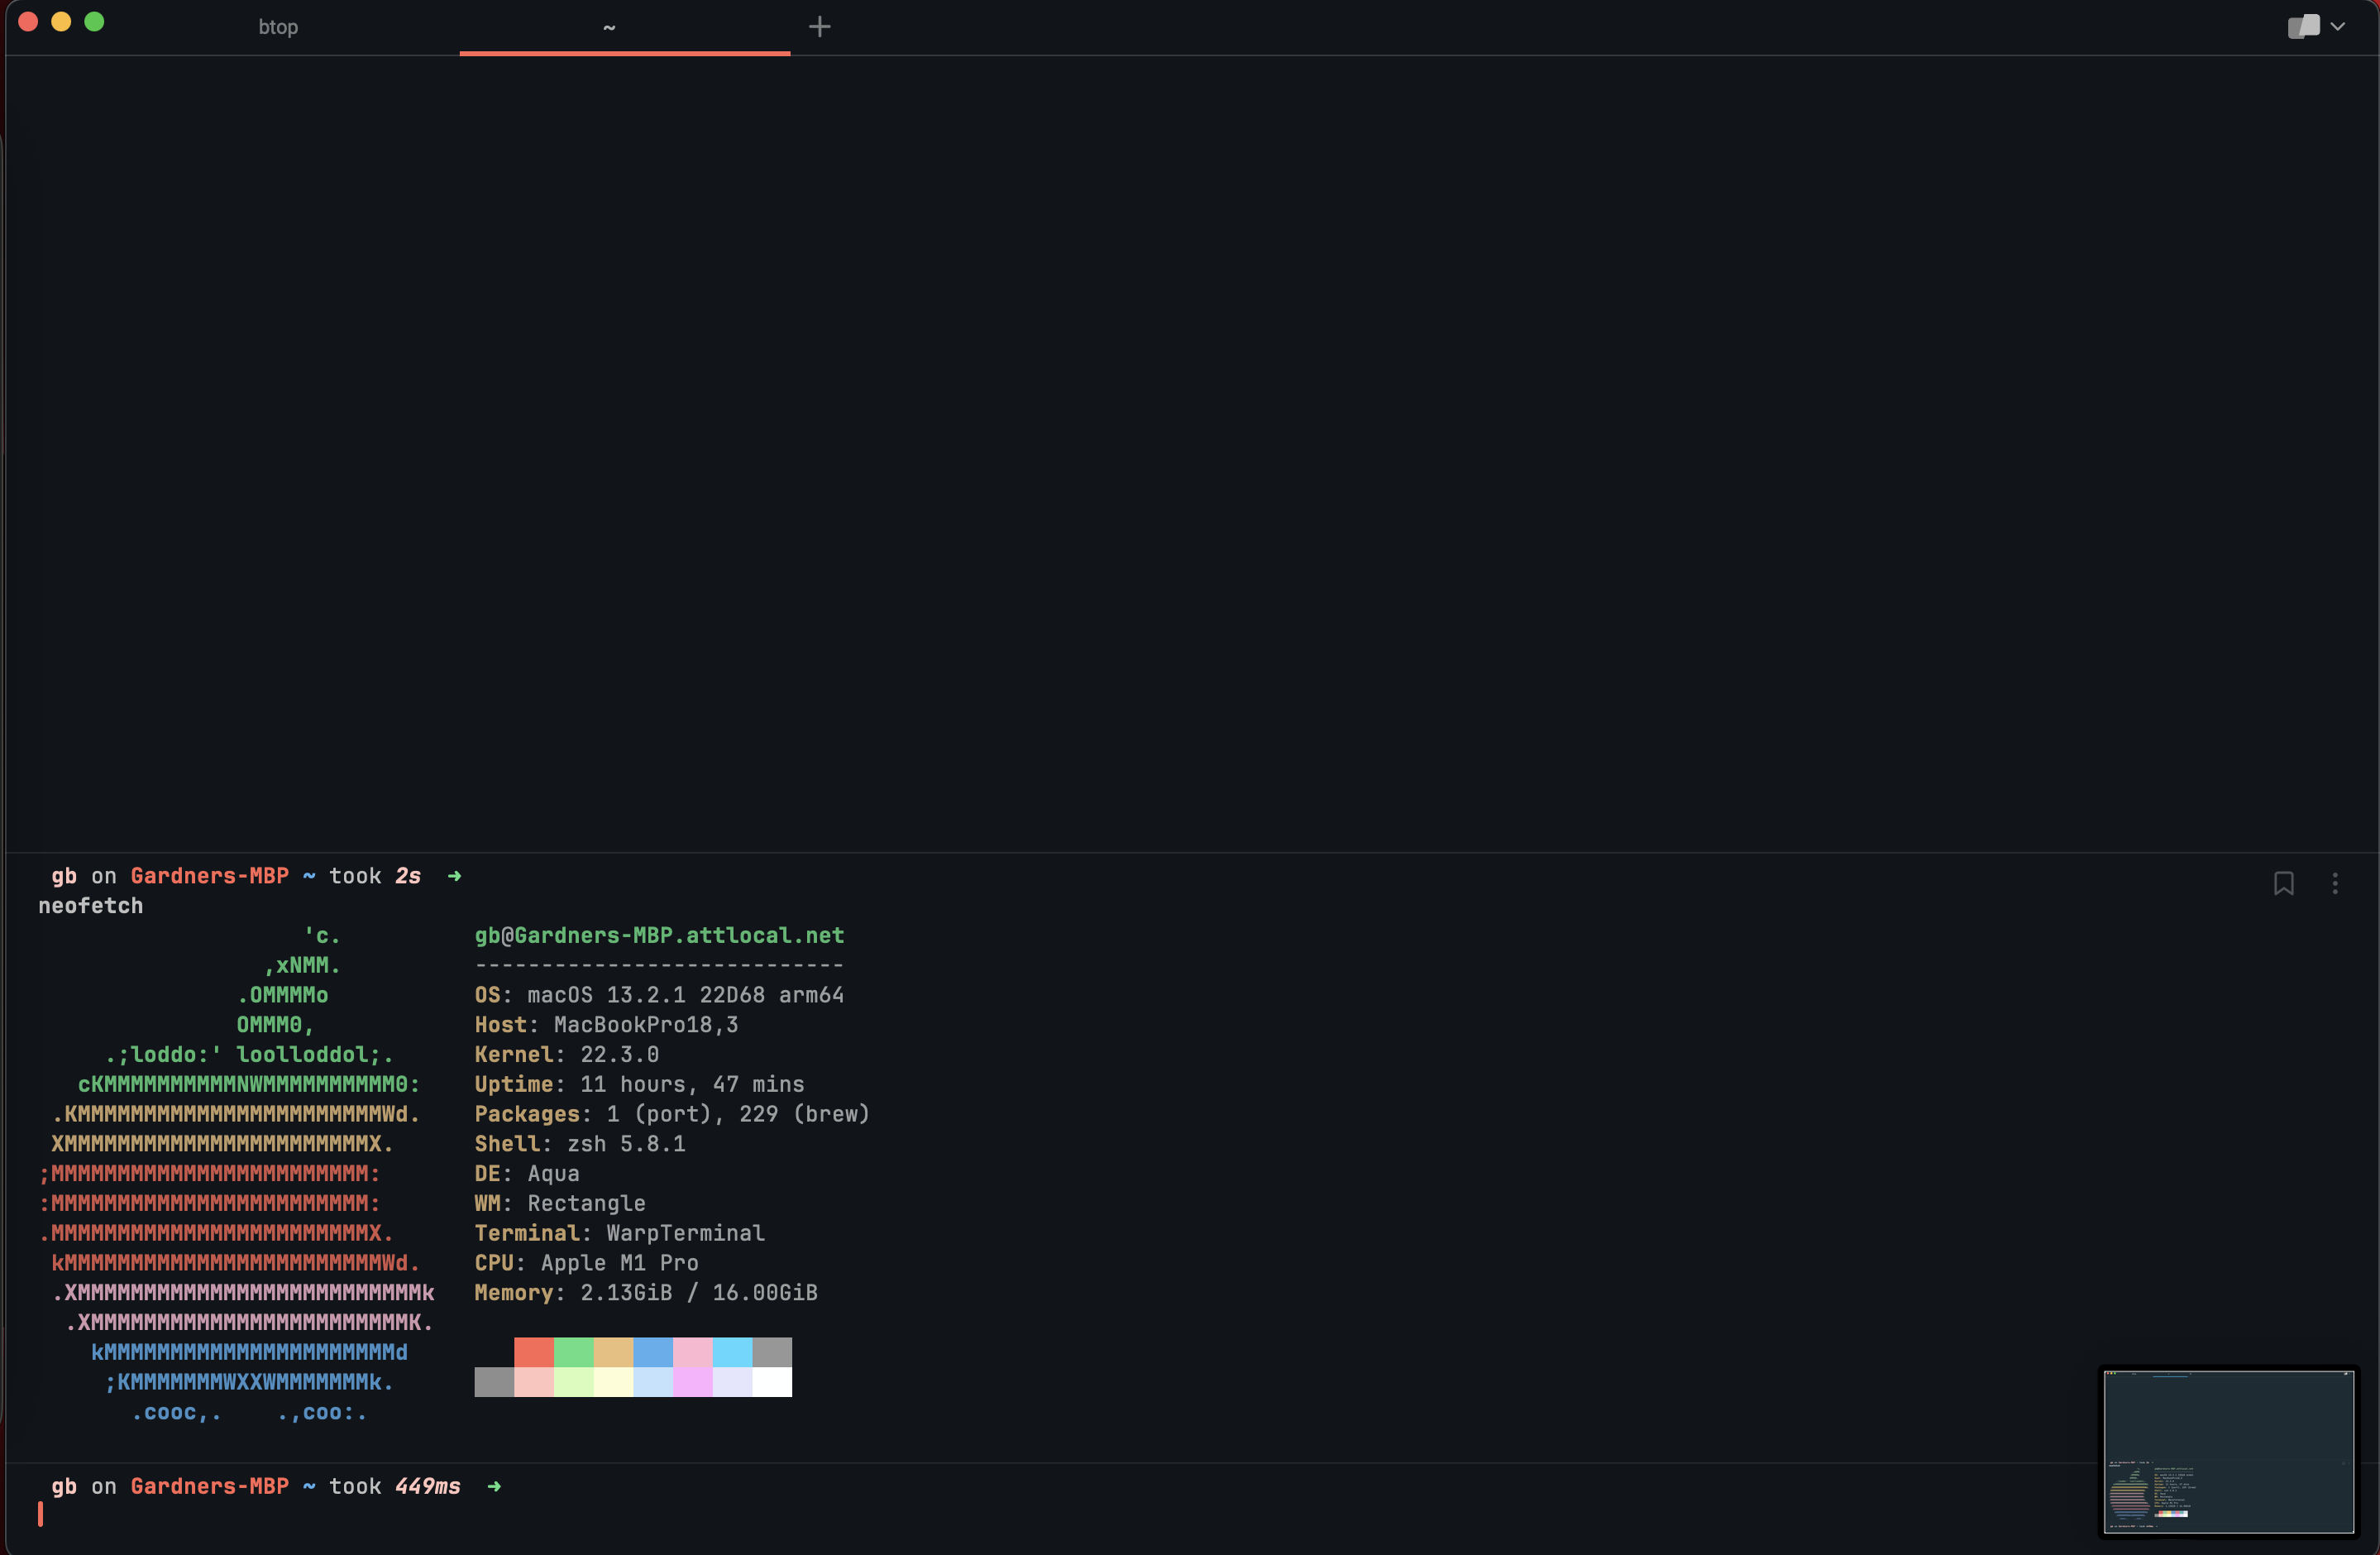 btop
~
gb on Gardners-MBP ~ took 2s ➜
neofetch
'c. gb@Gardners-MBP.attlocal.net
,xNMM. ----------------------------
.OMMMMo OS: macOS 13.2.1 22D68 arm64
OMMM0, Host: MacBookPro18,3
.;loddo:' loolloddol;. Kernel: 22.3.0
cKMMMMMMMMMMNWMMMMMMMMMM0: Uptime: 11 hours, 47 mins
.KMMMMMMMMMMMMMMMMMMMMMMMWd. Packages: 1 (port), 229 (brew)
XMMMMMMMMMMMMMMMMMMMMMMMX. Shell: zsh 5.8.1
;MMMMMMMMMMMMMMMMMMMMMMMM: DE: Aqua
:MMMMMMMMMMMMMMMMMMMMMMMM: WM: Rectangle
.MMMMMMMMMMMMMMMMMMMMMMMMX. Terminal: WarpTerminal
kMMMMMMMMMMMMMMMMMMMMMMMMWd. CPU: Apple M1 Pro
.XMMMMMMMMMMMMMMMMMMMMMMMMMMk Memory: 2.13GiB / 16.00GiB
.XMMMMMMMMMMMMMMMMMMMMMMMMK.
kMMMMMMMMMMMMMMMMMMMMMMd
;KMMMMMMMWXXWMMMMMMMk.
.cooc,. .,coo:.
gb on Gardners-MBP ~ took 449ms ➜